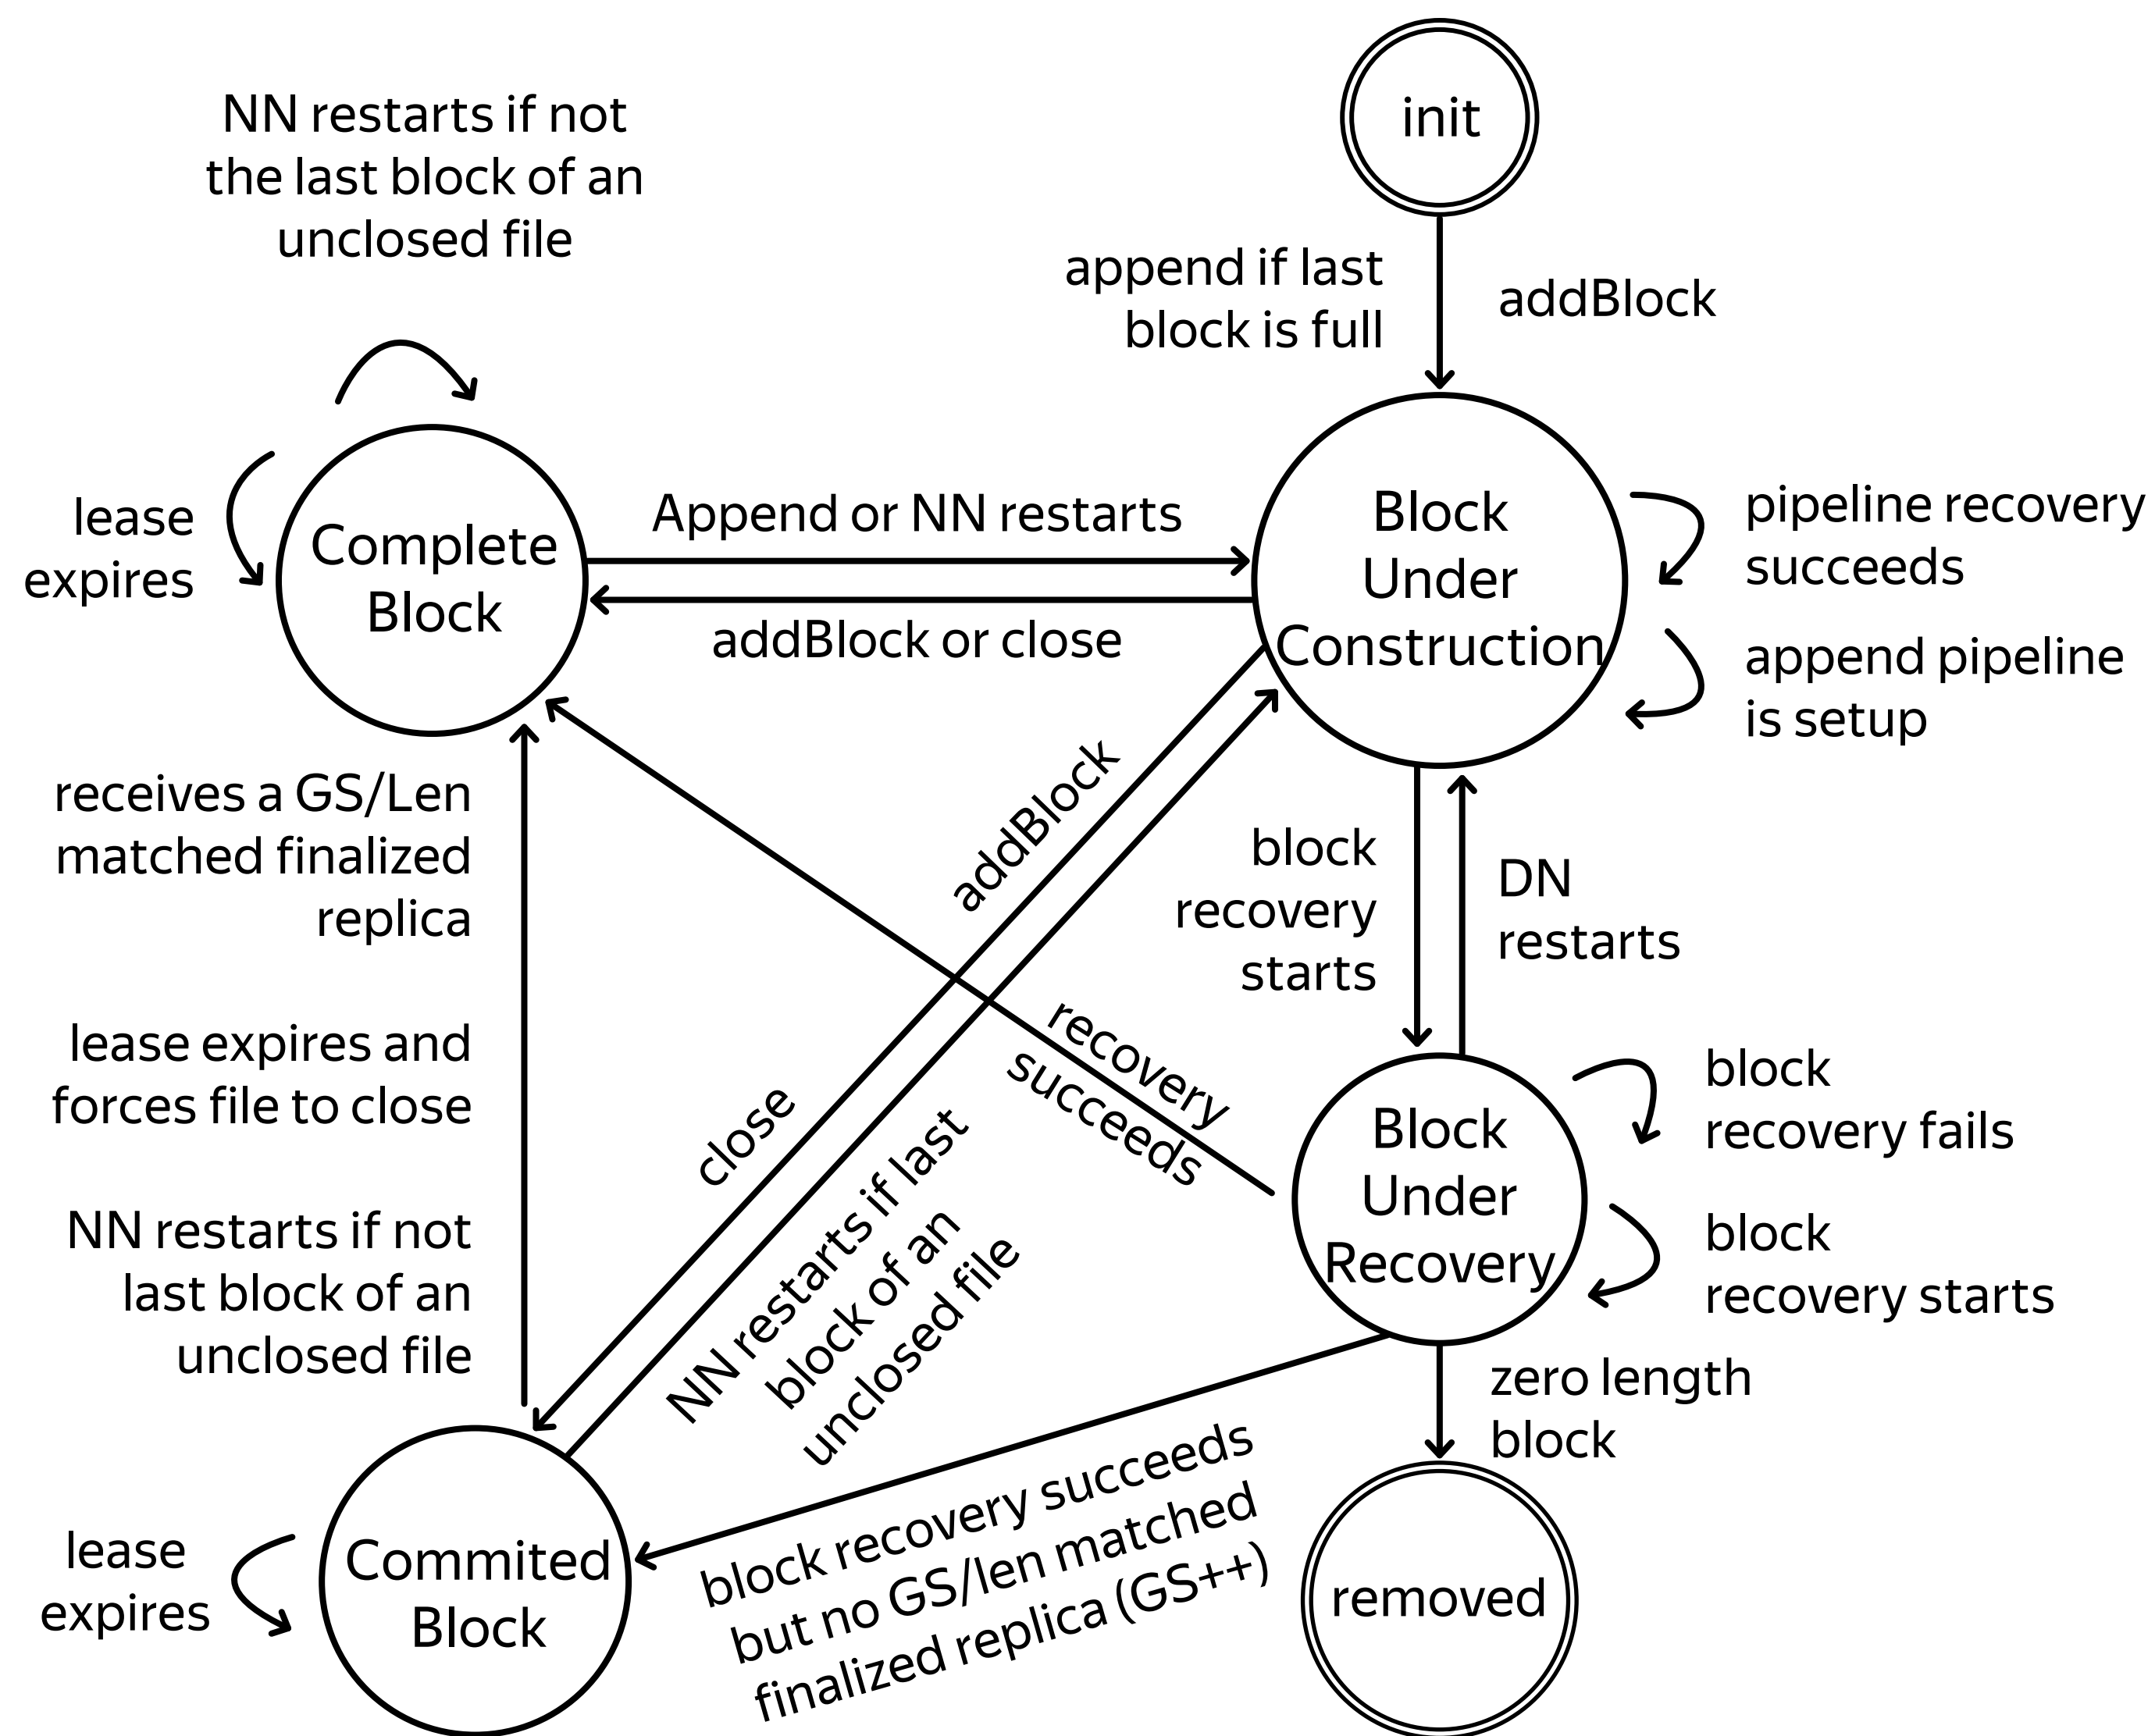 init
NN restarts if not
the last block of an
unclosed file
append if last
block is full
addBlock
lease
expires
Complete
Block
Append or NN restarts
addBlock or close
Block
Under
Construction
pipeline recovery
succeeds
append pipeline
is setup
receives a GS/Len
matched finalized
replica
lease expires and
forces file to close
NN restarts if not
last block of an
unclosed file
addBlock
close
NN restarts if last
block of an
unclosed file
recovery
succeeds
block
recovery
starts
DN
restarts
Block
Under
Recovery
block
recovery fails
block
recovery starts
zero length
block
lease
expires
Commited
Block
block recovery succeeds
but no GS/len matched
finalized replica (GS++)
removed